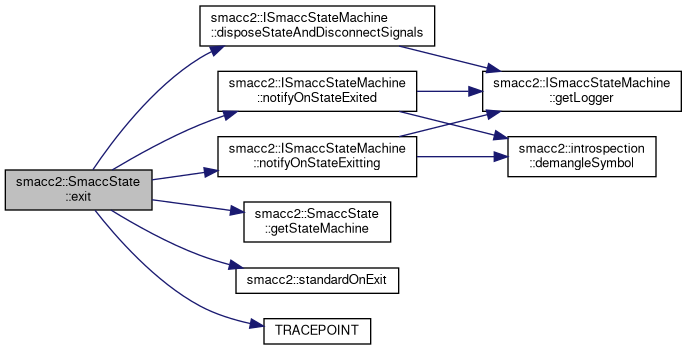 smacc2::ISmaccStateMachine
::disposeStateAndDisconnectSignals
smacc2::ISmaccStateMachine
::notifyOnStateExited
smacc2::ISmaccStateMachine
::getLogger
smacc2::ISmaccStateMachine
::notifyOnStateExitting
smacc2::introspection
::demangleSymbol
smacc2::SmaccState
::exit
smacc2::SmaccState
::getStateMachine
smacc2::standardOnExit
TRACEPOINT